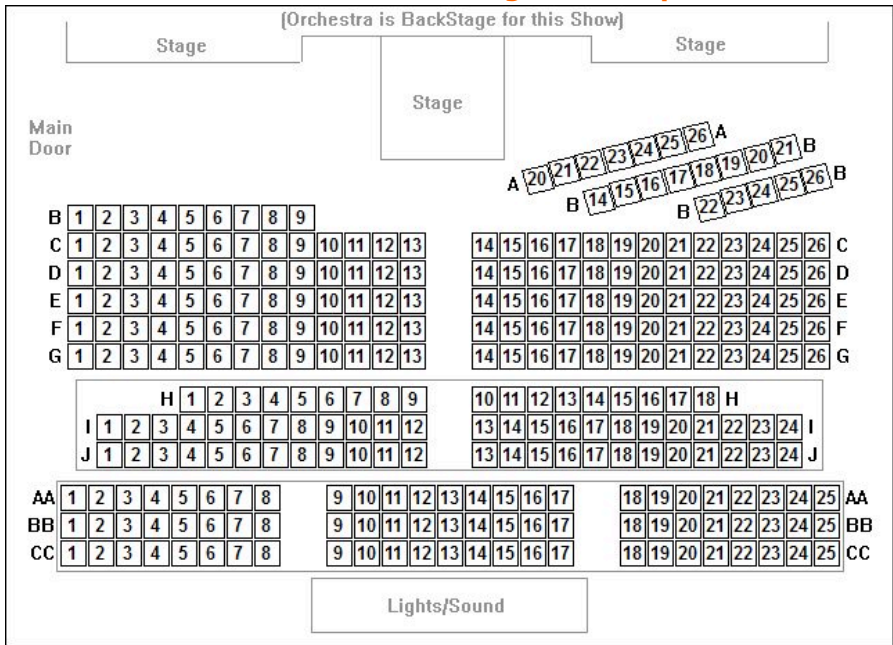 (Orchestra is BackStage for this Show)
Stage
Stage
Stage
Main
Door
A 20 21 22 23 24 25 26 A
B 14 15 16 17 18 19 20 21 B
B 22 23 24 25 26 B
B 1 2 3 4 5 6 7 8 9
C 1 2 3 4 5 6 7 8 9 10 11 12 13 14 15 16 17 18 19 20 21 22 23 24 25 26 C
D 1 2 3 4 5 6 7 8 9 10 11 12 13 14 15 16 17 18 19 20 21 22 23 24 25 26 D
E 1 2 3 4 5 6 7 8 9 10 11 12 13 14 15 16 17 18 19 20 21 22 23 24 25 26 E
F 1 2 3 4 5 6 7 8 9 10 11 12 13 14 15 16 17 18 19 20 21 22 23 24 25 26 F
G 1 2 3 4 5 6 7 8 9 10 11 12 13 14 15 16 17 18 19 20 21 22 23 24 25 26 G
H 1 2 3 4 5 6 7 8 9 10 11 12 13 14 15 16 17 18 H
I 1 2 3 4 5 6 7 8 9 10 11 12 13 14 15 16 17 18 19 20 21 22 23 24 I
J 1 2 3 4 5 6 7 8 9 10 11 12 13 14 15 16 17 18 19 20 21 22 23 24 J
AA 1 2 3 4 5 6 7 8 9 10 11 12 13 14 15 16 17 18 19 20 21 22 23 24 25 AA
BB 1 2 3 4 5 6 7 8 9 10 11 12 13 14 15 16 17 18 19 20 21 22 23 24 25 BB
CC 1 2 3 4 5 6 7 8 9 10 11 12 13 14 15 16 17 18 19 20 21 22 23 24 25 CC
Lights/Sound